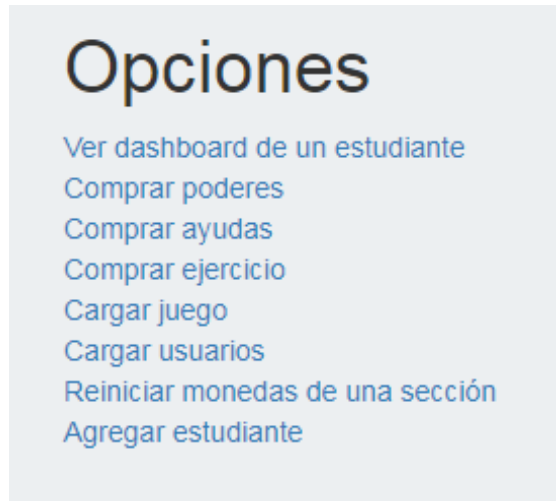 Opciones
Ver dashboard de un estudiante
Comprar poderes
Comprar ayudas
Comprar ejercicio
Cargar juego
Cargar usuarios
Reiniciar monedas de una sección
Agregar estudiante